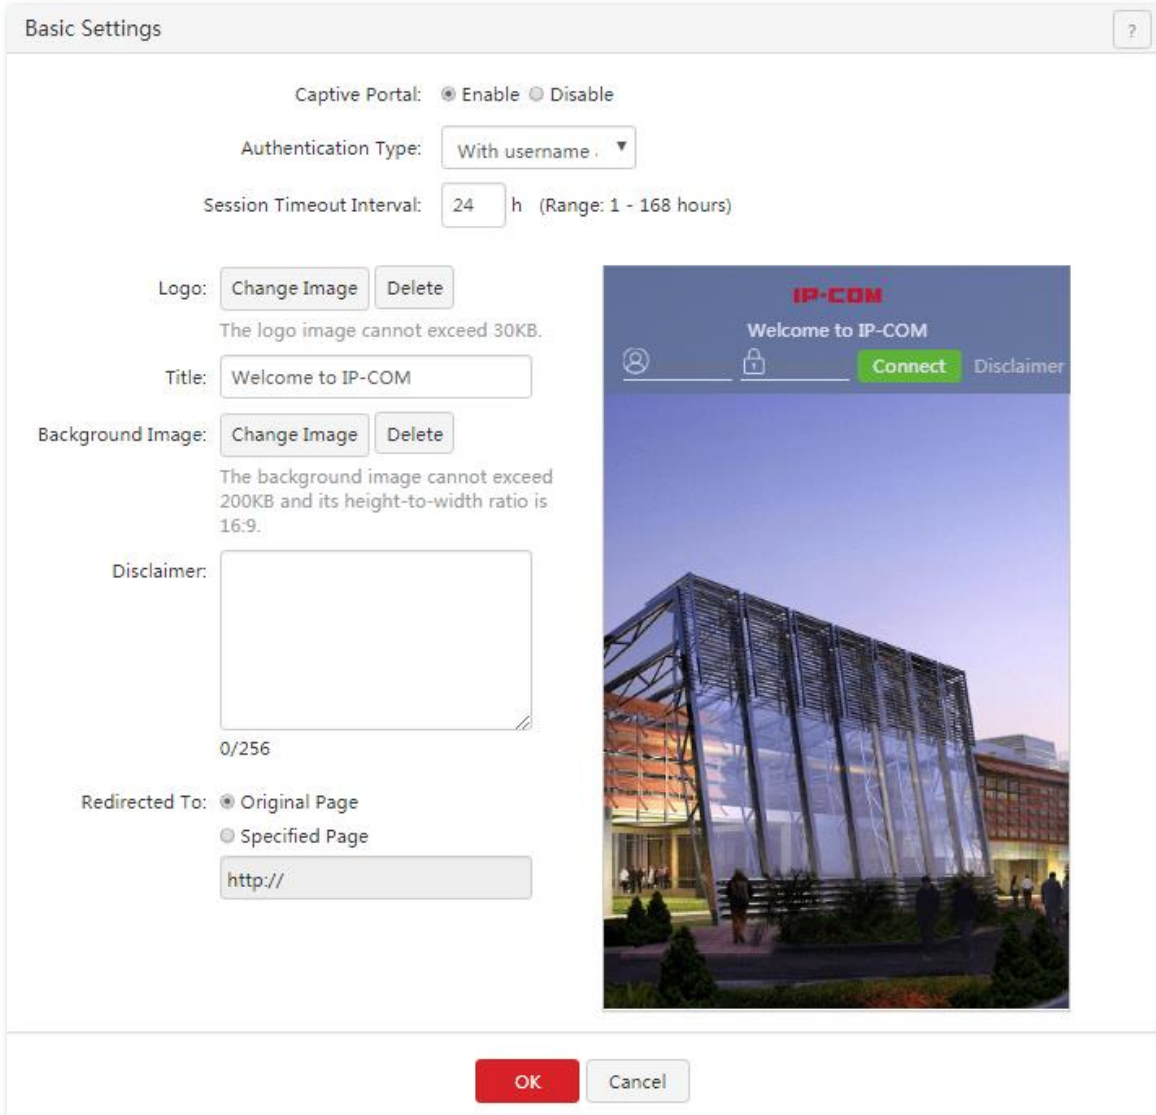 Basic Settings
?
Captive Portal: Enable Disable
Authentication Type: With username
Session Timeout Interval: 24 h (Range: 1 - 168 hours)
Logo: Change Image Delete
The logo image cannot exceed 30KB.
Title: Welcome to IP-COM
Background Image: Change Image Delete
The background image cannot exceed
200KB and its height-to-width ratio is
16:9.
Disclaimer:
0/256
Redirected To: Original Page
Specified Page
http://
IP-COM
Welcome to IP-COM
Connect Disclaimer
OK Cancel